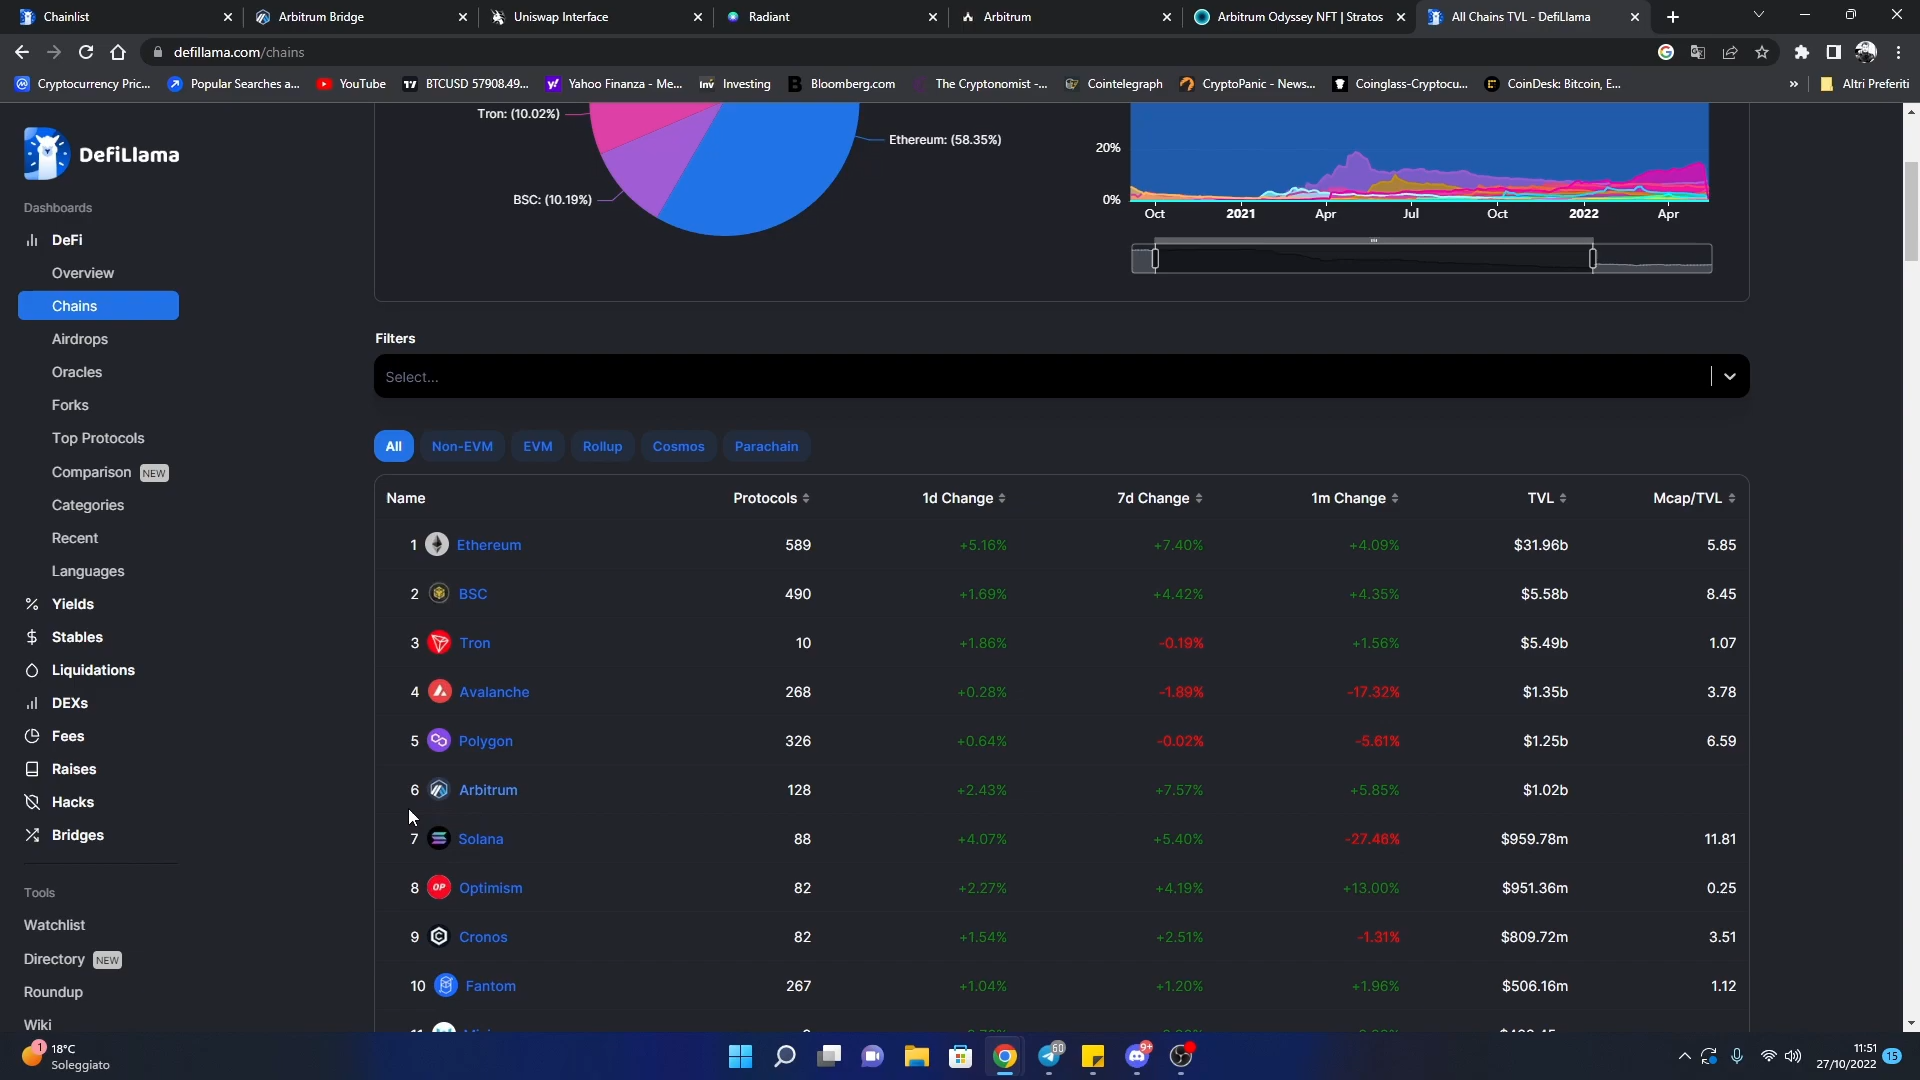 Chainlist
Arbitrum Bridge
Uniswap Interface
Radiant
Arbitrum
Arbitrum Odyssey NFT | Stratos
All Chains TVL - DefiLlama
defillama.com/chains
Cryptocurrency Pric...
Popular Searches a...
YouTube
BTCUSD 57908.49...
Yahoo Finanza - Me...
Investing
Bloomberg.com
The Cryptonomist -...
Cointelegraph
CryptoPanic - News...
Coinglass-Cryptocu...
CoinDesk: Bitcoin, E...
»
Altri Preferiti
DefiLlama
Dashboards
DeFi
Overview
Chains
Airdrops
Oracles
Forks
Top Protocols
Comparison NEW
Categories
Recent
Languages
Yields
Stables
Liquidations
DEXs
Fees
Raises
Hacks
Bridges
Tools
Watchlist
Directory NEW
Roundup
Wiki
Tron: (10.02%)
Ethereum: (58.35%)
BSC: (10.19%)
20%
0%
Oct 2021 Apr Jul Oct 2022 Apr
Filters
Select...
All Non-EVM EVM Rollup Cosmos Parachain
Name Protocols 1d Change 7d Change 1m Change TVL Mcap/TVL
1 Ethereum 589 +5.16% +7.40% +4.09% $31.96b 5.85
2 BSC 490 +1.69% +4.42% +4.35% $5.58b 8.45
3 Tron 10 +1.86% -0.19% +1.56% $5.49b 1.07
4 Avalanche 268 +0.28% -1.89% -17.32% $1.35b 3.78
5 Polygon 326 +0.64% -0.02% -5.61% $1.25b 6.59
6 Arbitrum 128 +2.43% +7.57% +5.85% $1.02b
7 Solana 88 +4.07% +5.40% -27.46% $959.78m 11.81
8 Optimism 82 +2.27% +4.19% +13.00% $951.36m 0.25
9 Cronos 82 +1.54% +2.51% -1.31% $809.72m 3.51
10 Fantom 267 +1.04% +1.20% +1.96% $506.16m 1.12
1
18°C
Soleggiato
60
9+
11:51
27/10/2022
15